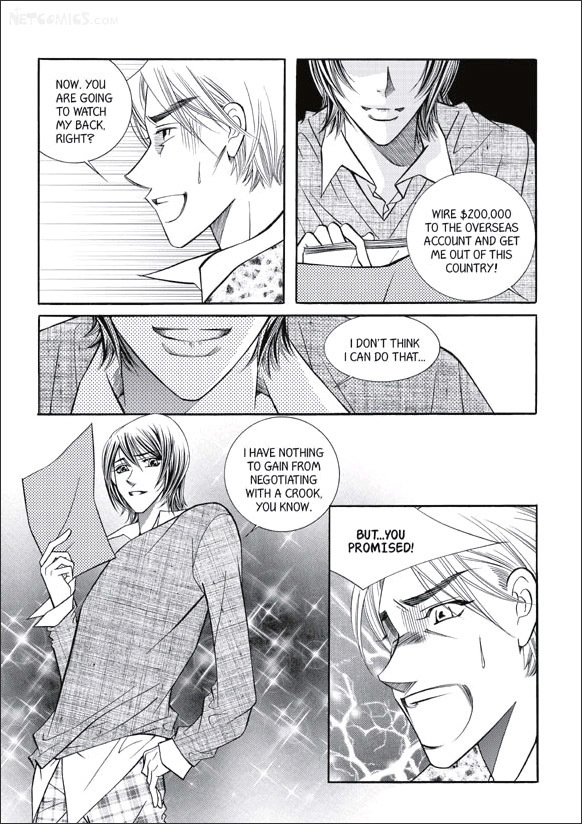 NETCOMICS.COM
NOW. YOU
ARE GOING
TO WATCH
MY BACK,
RIGHT?
WIRE $200,000
TO THE OVERSEAS
ACCOUNT AND GET
ME OUT OF THIS
COUNTRY!
I DON'T THINK
I CAN DO THAT...
I HAVE NOTHING
TO GAIN FROM
NEGOTIATING
WITH A CROOK,
YOU KNOW.
BUT...YOU
PROMISED!